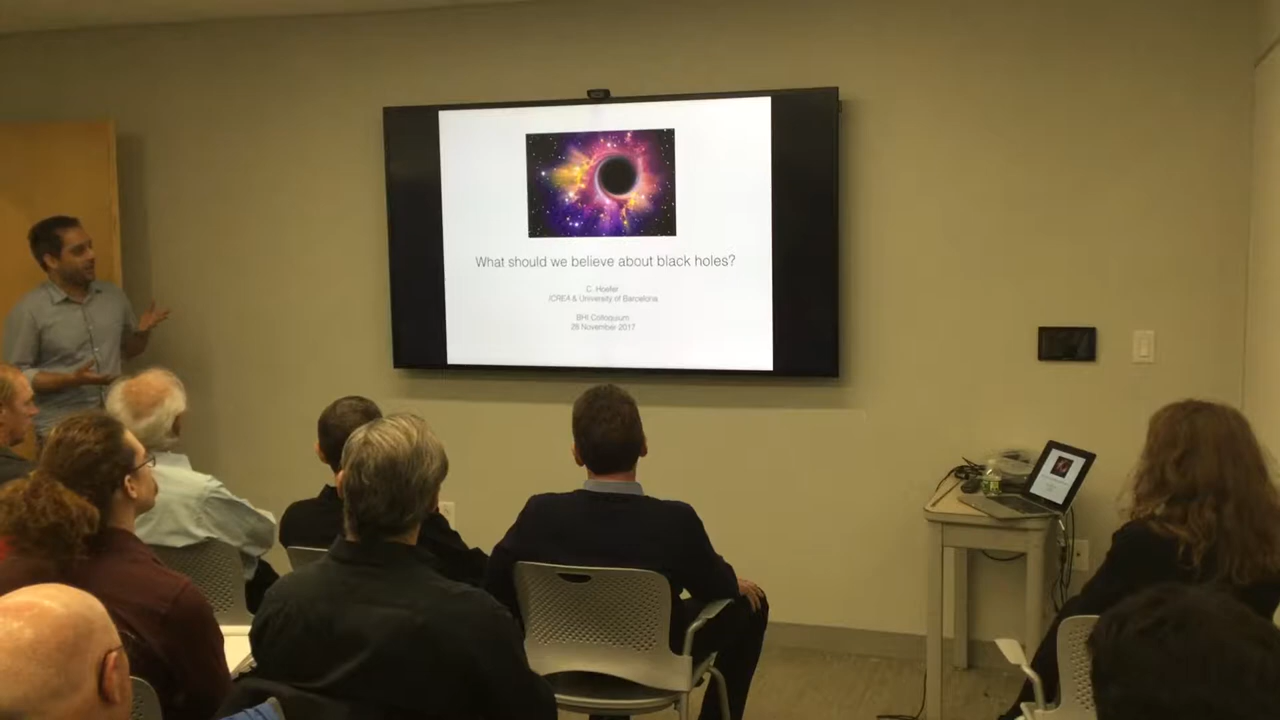 What should we believe about black holes?
C. Hoefer
ICREA & University of Barcelona
BHI Colloquium
28 November 2017